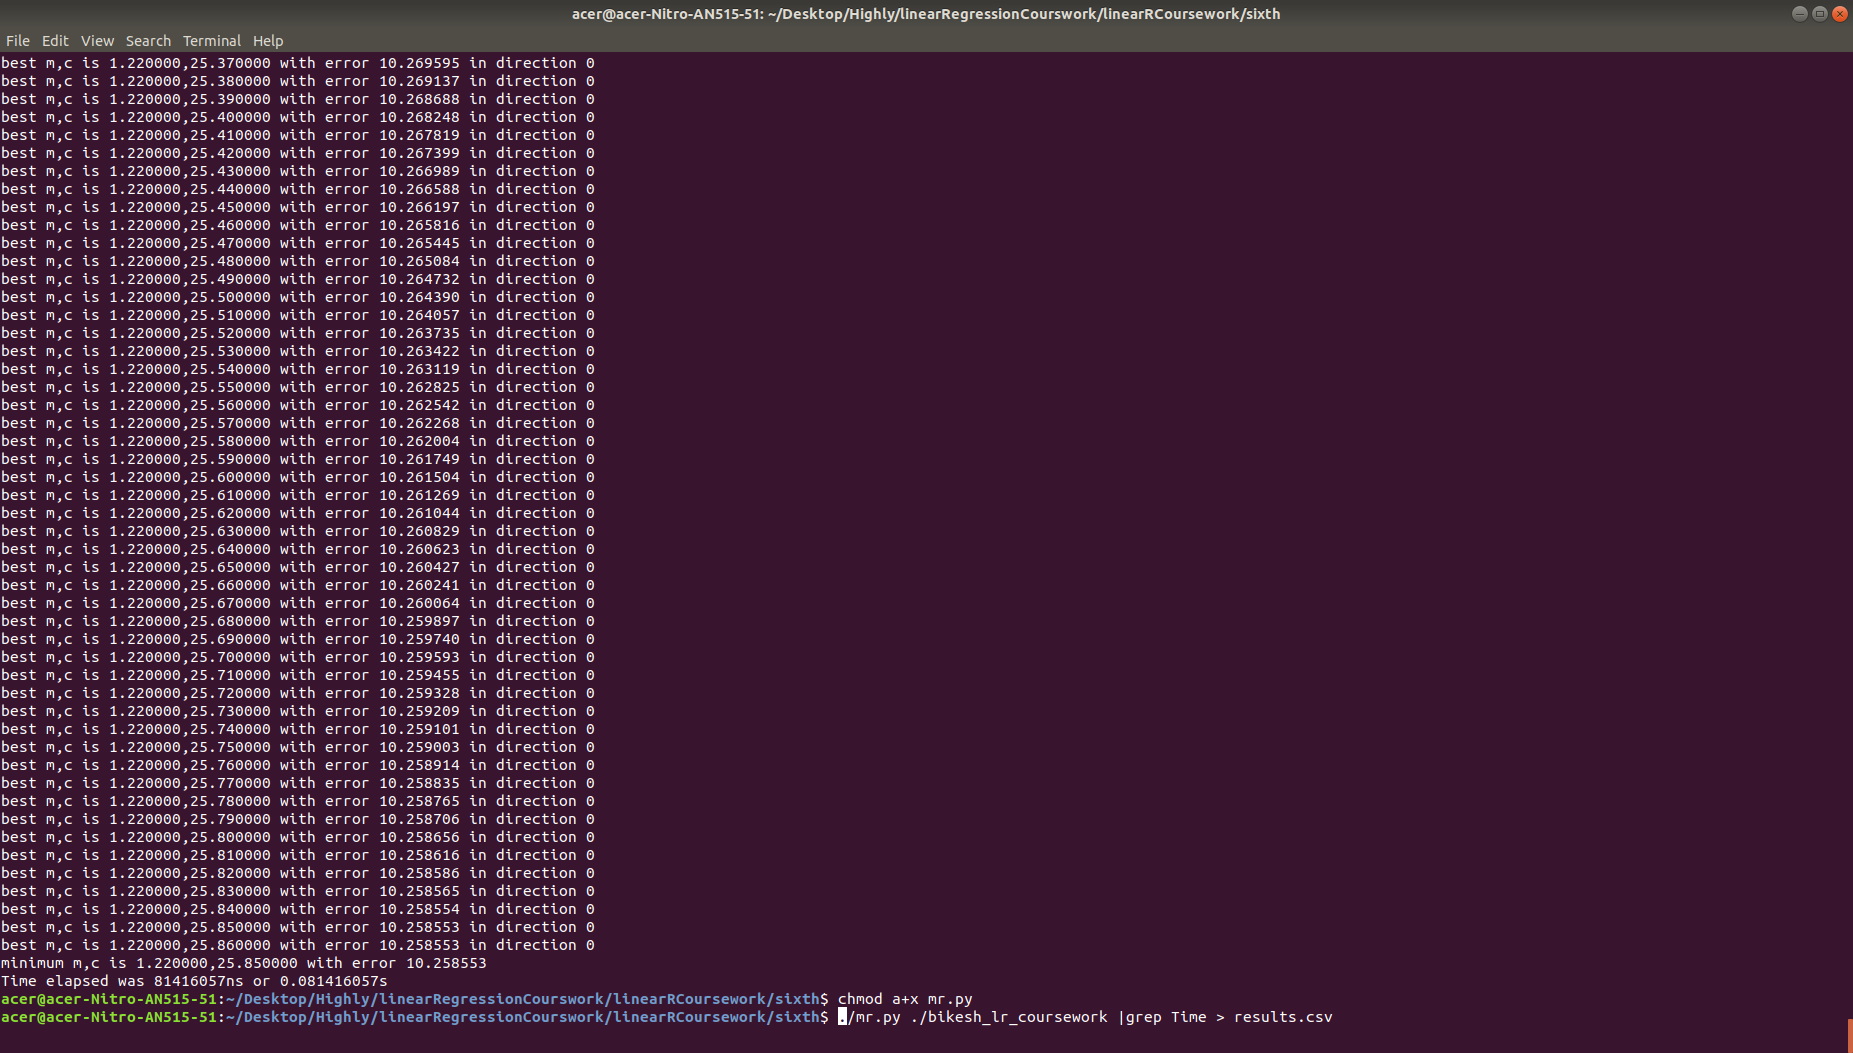 acer@acer-Nitro-AN515-51: ~/Desktop/Highly/linearRegressionCourswork/linearRCoursework/sixth
File Edit View Search Terminal Help
best m,c is 1.220000,25.370000 with error 10.269595 in direction 0
best m,c is 1.220000,25.380000 with error 10.269137 in direction 0
best m,c is 1.220000,25.390000 with error 10.268688 in direction 0
best m,c is 1.220000,25.400000 with error 10.268248 in direction 0
best m,c is 1.220000,25.410000 with error 10.267819 in direction 0
best m,c is 1.220000,25.420000 with error 10.267399 in direction 0
best m,c is 1.220000,25.430000 with error 10.266989 in direction 0
best m,c is 1.220000,25.440000 with error 10.266588 in direction 0
best m,c is 1.220000,25.450000 with error 10.266197 in direction 0
best m,c is 1.220000,25.460000 with error 10.265816 in direction 0
best m,c is 1.220000,25.470000 with error 10.265445 in direction 0
best m,c is 1.220000,25.480000 with error 10.265084 in direction 0
best m,c is 1.220000,25.490000 with error 10.264732 in direction 0
best m,c is 1.220000,25.500000 with error 10.264390 in direction 0
best m,c is 1.220000,25.510000 with error 10.264057 in direction 0
best m,c is 1.220000,25.520000 with error 10.263735 in direction 0
best m,c is 1.220000,25.530000 with error 10.263422 in direction 0
best m,c is 1.220000,25.540000 with error 10.263119 in direction 0
best m,c is 1.220000,25.550000 with error 10.262825 in direction 0
best m,c is 1.220000,25.560000 with error 10.262542 in direction 0
best m,c is 1.220000,25.570000 with error 10.262268 in direction 0
best m,c is 1.220000,25.580000 with error 10.262004 in direction 0
best m,c is 1.220000,25.590000 with error 10.261749 in direction 0
best m,c is 1.220000,25.600000 with error 10.261504 in direction 0
best m,c is 1.220000,25.610000 with error 10.261269 in direction 0
best m,c is 1.220000,25.620000 with error 10.261044 in direction 0
best m,c is 1.220000,25.630000 with error 10.260829 in direction 0
best m,c is 1.220000,25.640000 with error 10.260623 in direction 0
best m,c is 1.220000,25.650000 with error 10.260427 in direction 0
best m,c is 1.220000,25.660000 with error 10.260241 in direction 0
best m,c is 1.220000,25.670000 with error 10.260064 in direction 0
best m,c is 1.220000,25.680000 with error 10.259897 in direction 0
best m,c is 1.220000,25.690000 with error 10.259740 in direction 0
best m,c is 1.220000,25.700000 with error 10.259593 in direction 0
best m,c is 1.220000,25.710000 with error 10.259455 in direction 0
best m,c is 1.220000,25.720000 with error 10.259328 in direction 0
best m,c is 1.220000,25.730000 with error 10.259209 in direction 0
best m,c is 1.220000,25.740000 with error 10.259101 in direction 0
best m,c is 1.220000,25.750000 with error 10.259003 in direction 0
best m,c is 1.220000,25.760000 with error 10.258914 in direction 0
best m,c is 1.220000,25.770000 with error 10.258835 in direction 0
best m,c is 1.220000,25.780000 with error 10.258765 in direction 0
best m,c is 1.220000,25.790000 with error 10.258706 in direction 0
best m,c is 1.220000,25.800000 with error 10.258656 in direction 0
best m,c is 1.220000,25.810000 with error 10.258616 in direction 0
best m,c is 1.220000,25.820000 with error 10.258586 in direction 0
best m,c is 1.220000,25.830000 with error 10.258565 in direction 0
best m,c is 1.220000,25.840000 with error 10.258554 in direction 0
best m,c is 1.220000,25.850000 with error 10.258553 in direction 0
best m,c is 1.220000,25.860000 with error 10.258553 in direction 0
minimum m,c is 1.220000,25.850000 with error 10.258553
Time elapsed was 81416057ns or 0.081416057s
acer@acer-Nitro-AN515-51:~/Desktop/Highly/linearRegressionCourswork/linearRCoursework/sixth$ chmod a+x mr.py
acer@acer-Nitro-AN515-51:~/Desktop/Highly/linearRegressionCourswork/linearRCoursework/sixth$ ./mr.py ./bikesh_lr_coursework |grep Time > results.csv